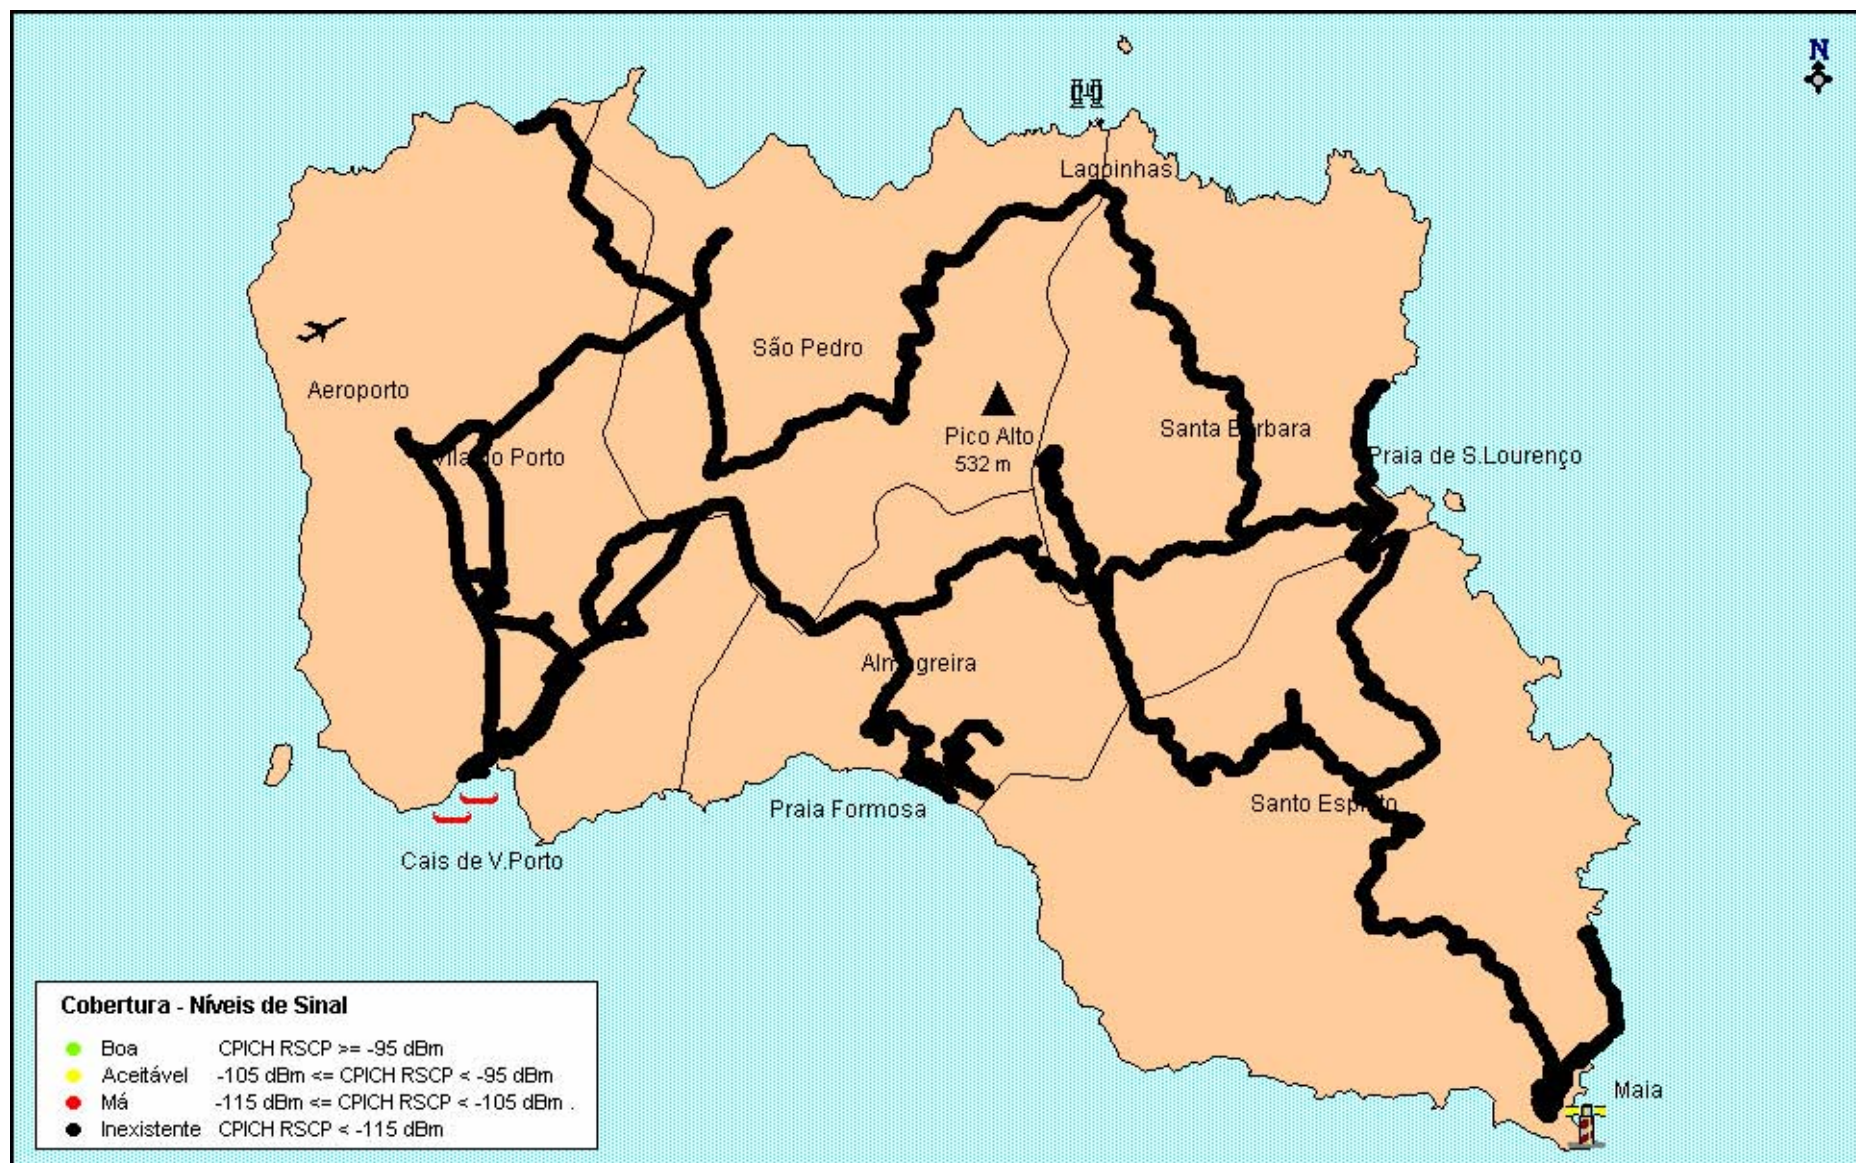 N
Lagoinhas
São Pedro
Aeroporto
Pico Alto
532 m
Santa Bárbara
Vila do Porto
Praia de S.Lourenço
Almagreira
Praia Formosa
Santo Espírito
Cais de V.Porto
Maia
Cobertura - Níveis de Sinal
Boa CPICH RSCP >= -95 dBm
Aceitável -105 dBm <= CPICH RSCP < -95 dBm
Má -115 dBm <= CPICH RSCP < -105 dBm .
Inexistente CPICH RSCP < -115 dBm